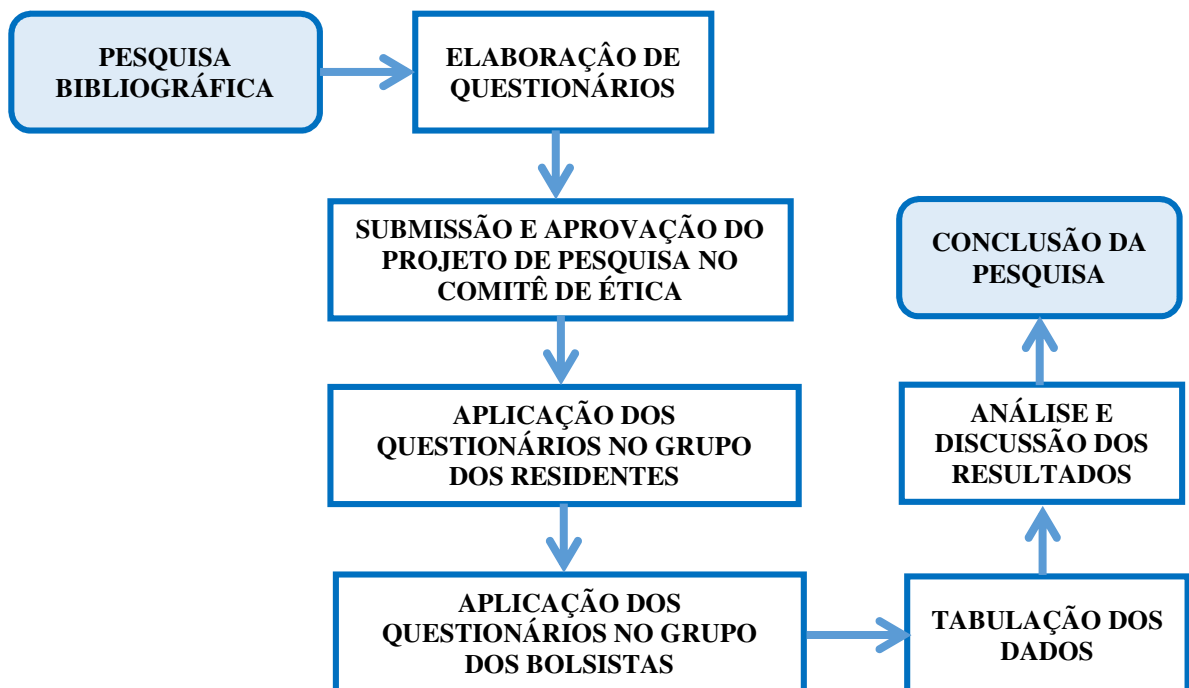 PESQUISA
BIBLIOGRÁFICA
ELABORAÇÂO DE
QUESTIONÁRIOS
SUBMISSÃO E APROVAÇÃO DO
PROJETO DE PESQUISA NO
COMITÊ DE ÉTICA
APLICAÇÃO DOS
QUESTIONÁRIOS NO GRUPO
DOS RESIDENTES
APLICAÇÃO DOS
QUESTIONÁRIOS NO GRUPO
DOS BOLSISTAS
TABULAÇÃO DOS
DADOS
ANÁLISE E
DISCUSSÃO DOS
RESULTADOS
CONCLUSÃO DA
PESQUISA